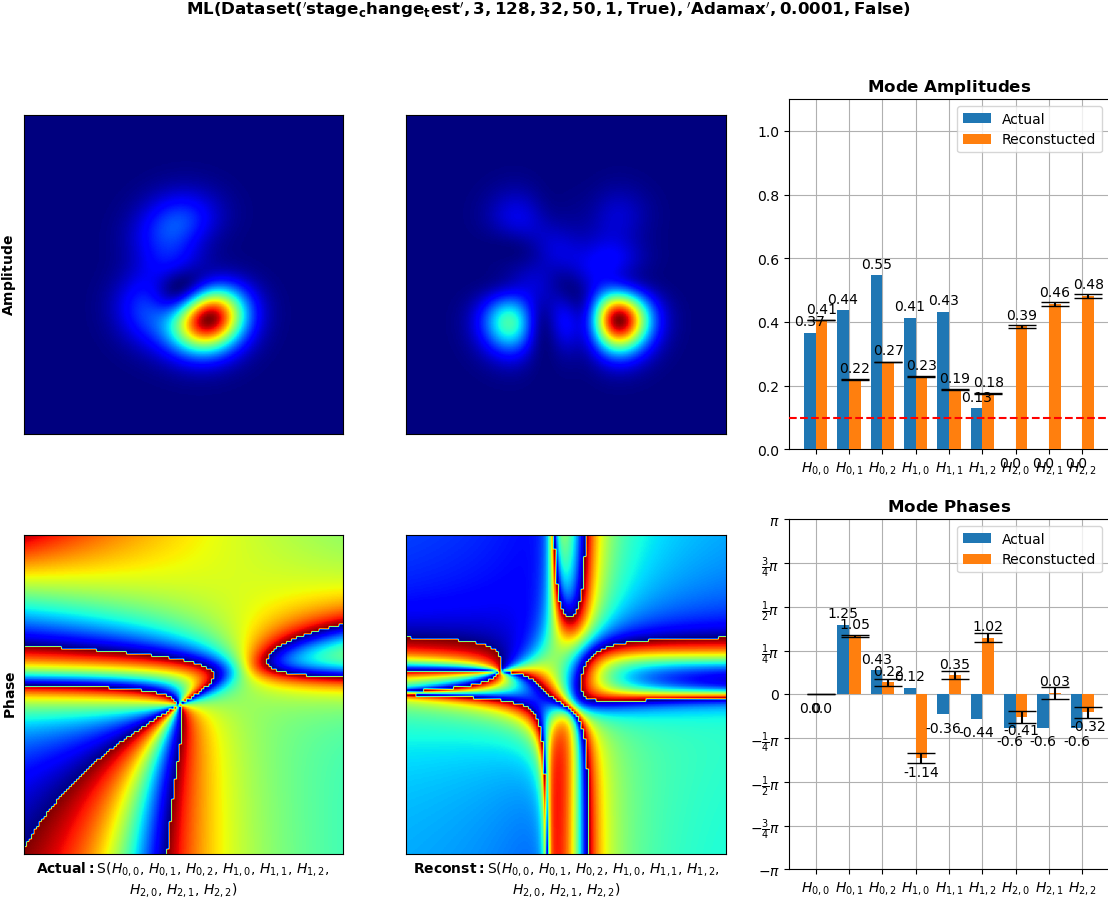 ML(Dataset('stage_change_test', 3, 128, 32, 50, 1, True), 'Adamax', 0.0001, False)
Amplitude
Mode Amplitudes
Actual
Reconstucted
1.0
0.8
0.6
0.4
0.2
0.0
0.37
0.41
0.44
0.22
0.55
0.27
0.41
0.23
0.43
0.19
0.13
0.18
0.0
0.39
0.0
0.46
0.0
0.48
H0,0 H0,1 H0,2 H1,0 H1,1 H1,2 H2,0 H2,1 H2,2
Phase
Actual: S(H0,0, H0,1, H0,2, H1,0, H1,1, H1,2,
H2,0, H2,1, H2,2)
Reconst: S(H0,0, H0,1, H0,2, H1,0, H1,1, H1,2,
H2,0, H2,1, H2,2)
Mode Phases
Actual
Reconstucted
π
3/4π
1/2π
1/4π
0
−1/4π
−1/2π
−3/4π
−π
0.0
0.0
1.25
1.05
0.43
0.22
0.12
-1.14
-0.36
0.35
-0.44
1.02
-0.6
-0.41
-0.6
0.03
-0.6
-0.32
H0,0 H0,1 H0,2 H1,0 H1,1 H1,2 H2,0 H2,1 H2,2